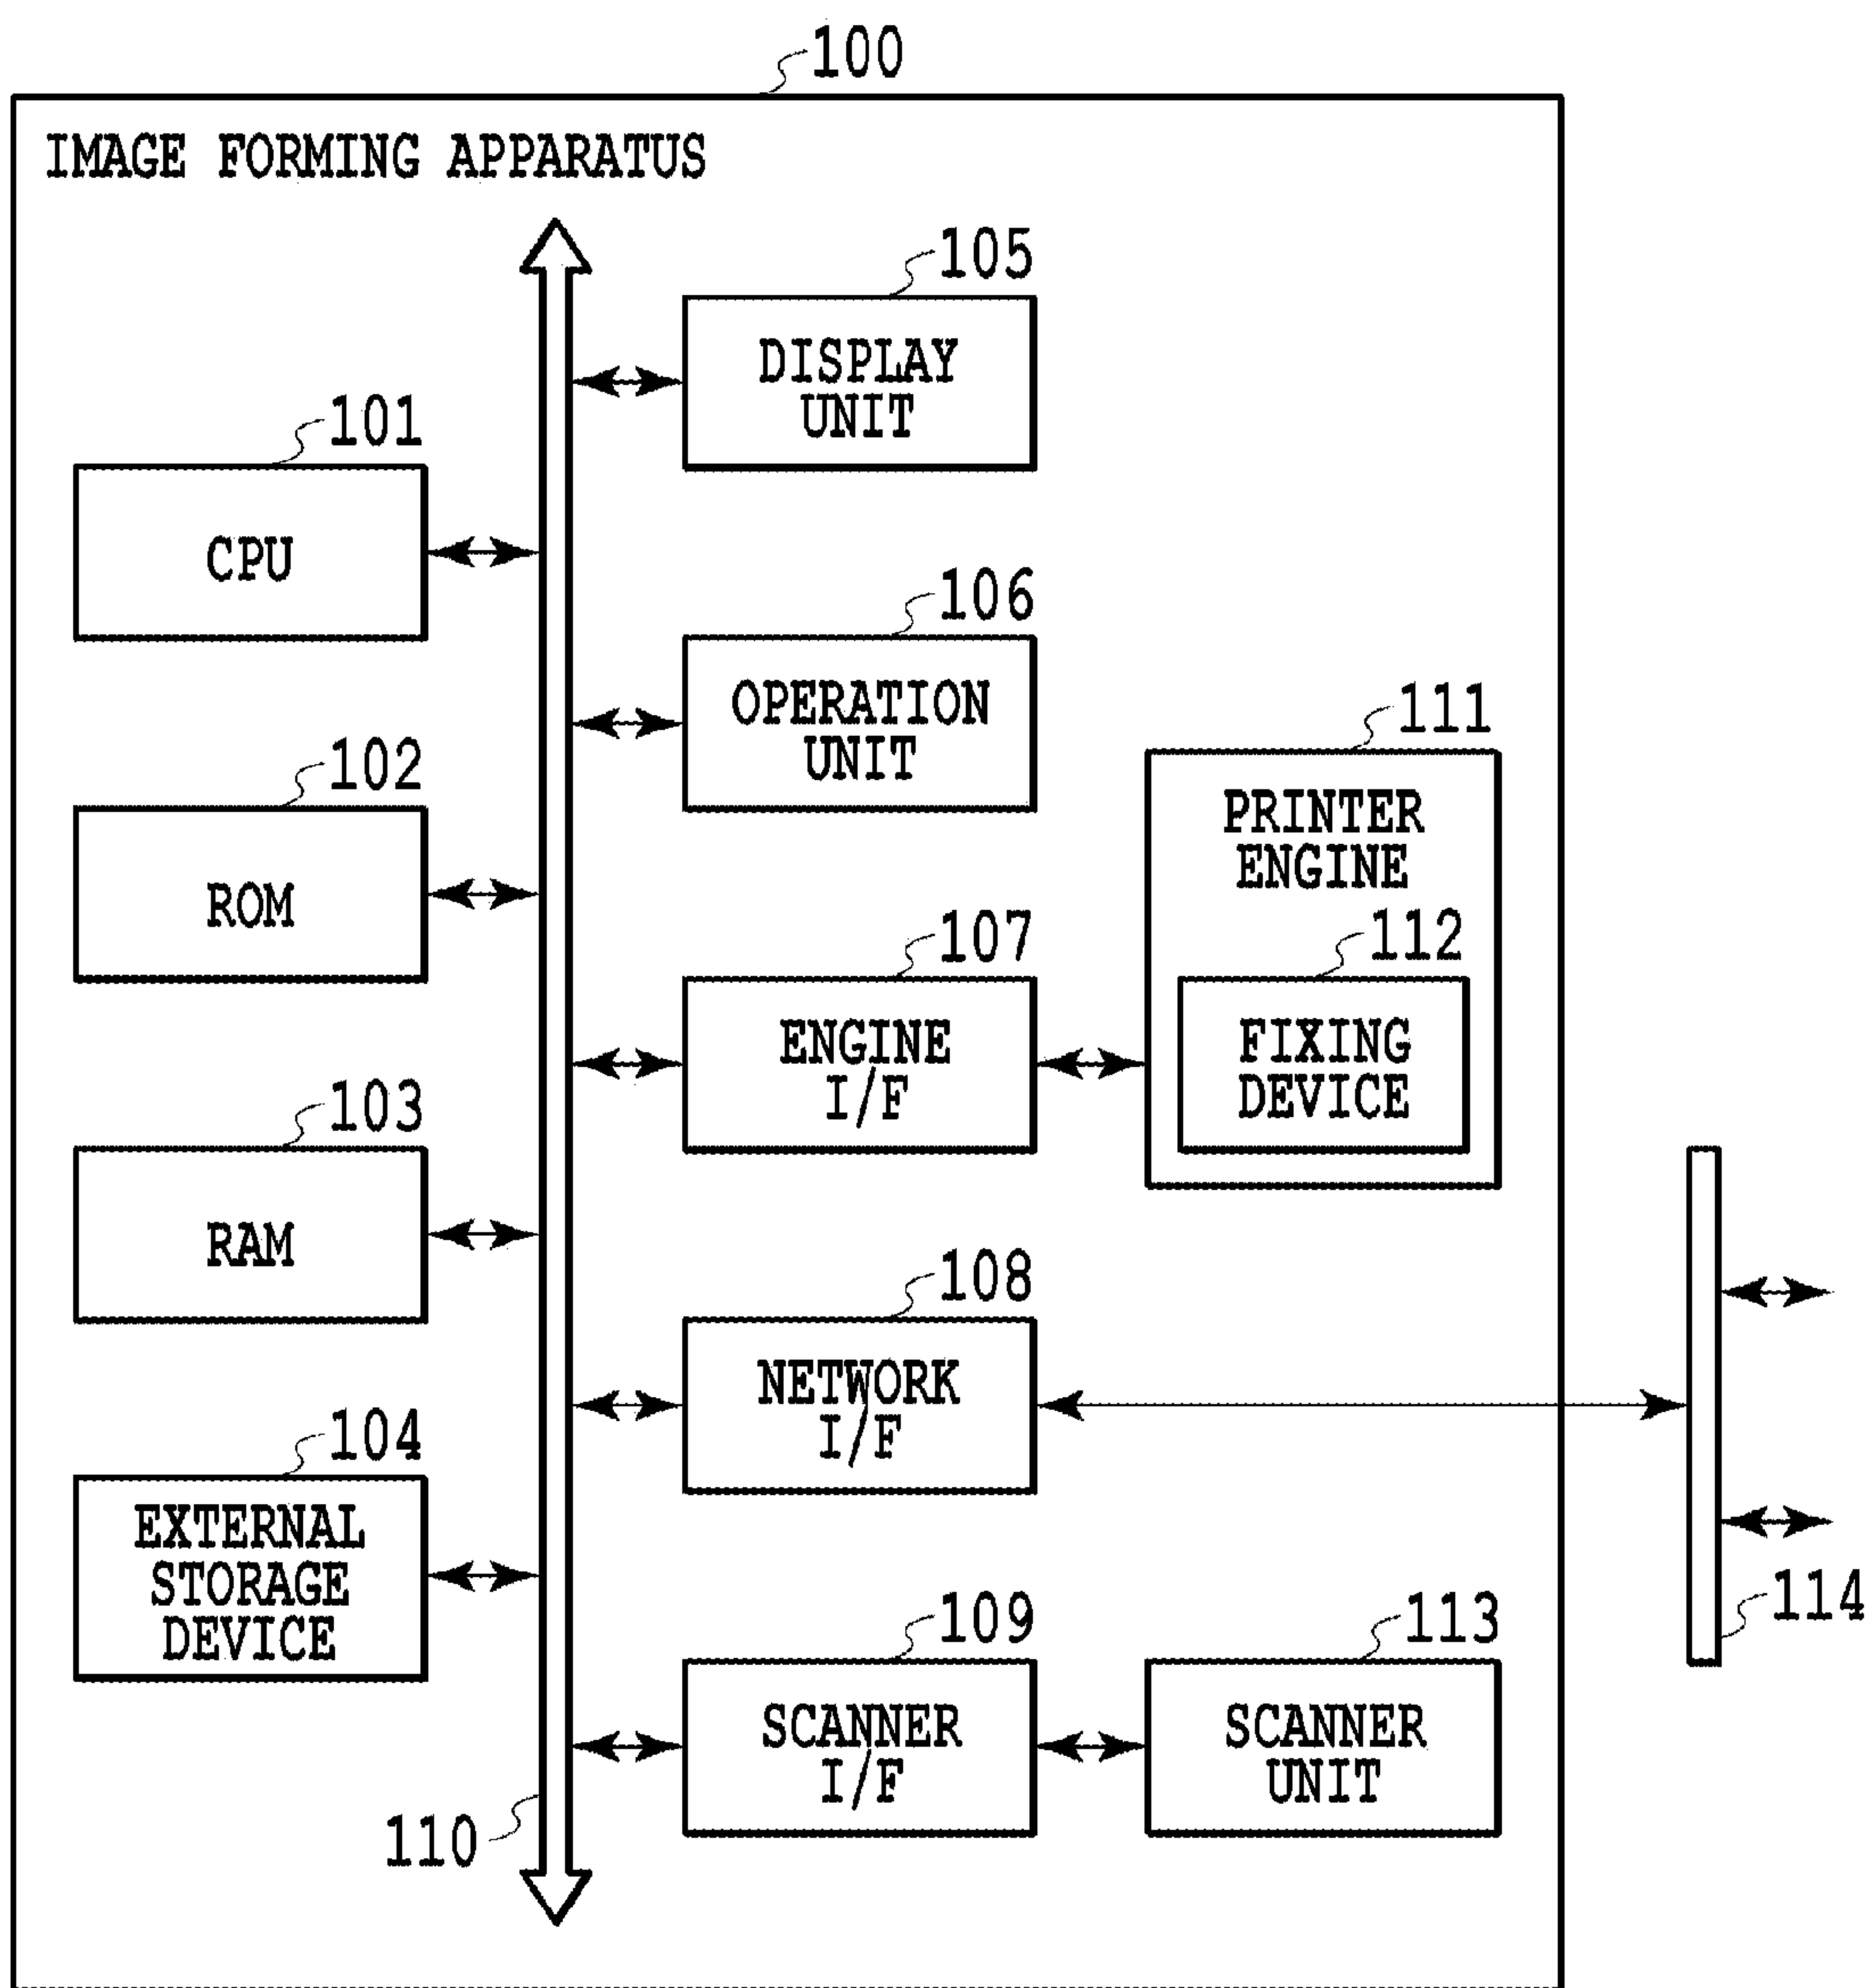 100
IMAGE FORMING APPARATUS
105
DISPLAY
UNIT
101
CPU
106
OPERATION
UNIT
111
PRINTER
ENGINE
102
ROM
107
ENGINE
I/F
112
FIXING
DEVICE
103
RAM
108
NETWORK
I/F
104
EXTERNAL
STORAGE
DEVICE
109
SCANNER
I/F
113
SCANNER
UNIT
114
110